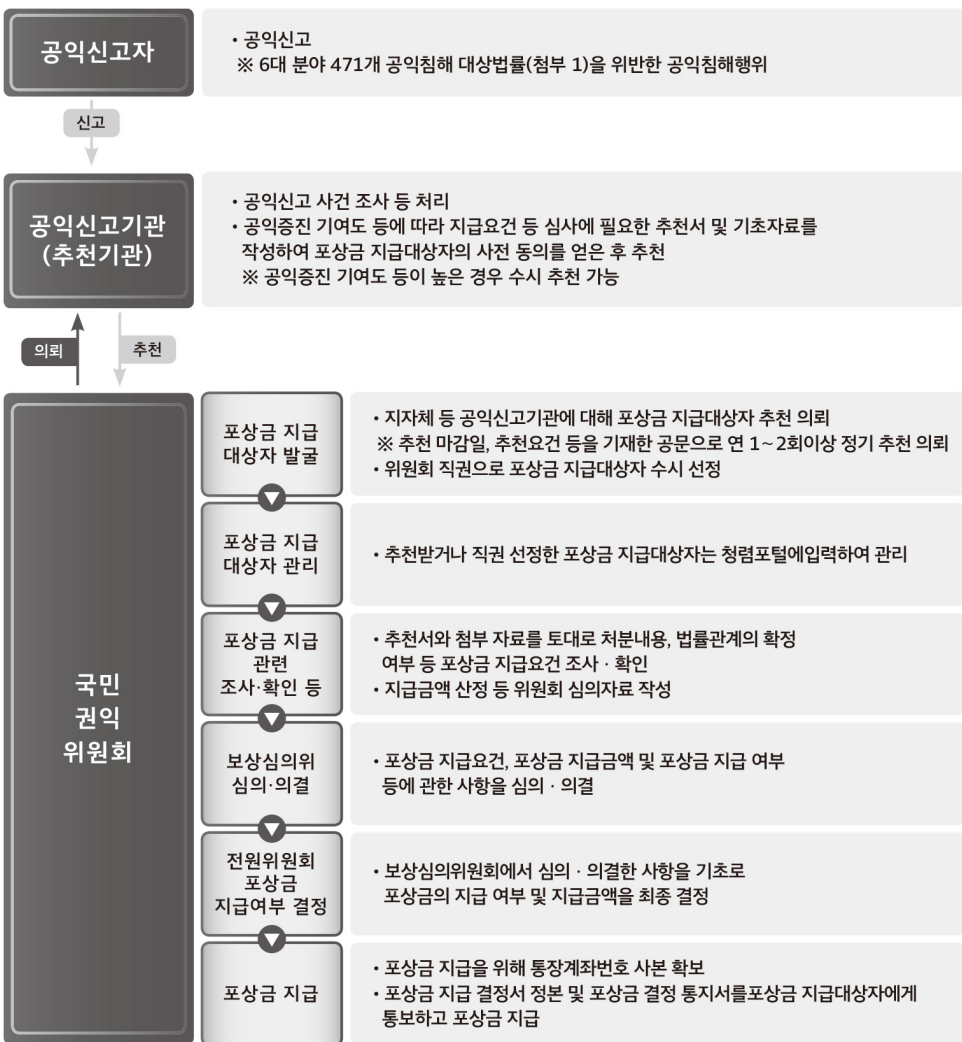 공익신고자
• 공익신고
※ 6대 분야 471개 공익침해 대상법률(첨부 1)을 위반한 공익침해행위
신고
공익신고기관
(추천기관)
• 공익신고 사건 조사 등 처리
• 공익증진 기여도 등에 따라 지급요건 등 심사에 필요한 추천서 및 기초자료를
작성하여 포상금 지급대상자의 사전 동의를 얻은 후 추천
※ 공익증진 기여도 등이 높은 경우 수시 추천 가능
의뢰
추천
국민
권익
위원회
포상금 지급
대상자 발굴
• 지자체 등 공익신고기관에 대해 포상금 지급대상자 추천 의뢰
※ 추천 마감일, 추천요건 등을 기재한 공문으로 연 1~2회이상 정기 추천 의뢰
• 위원회 직권으로 포상금 지급대상자 수시 선정
포상금 지급
대상자 관리
• 추천받거나 직권 선정한 포상금 지급대상자는 청렴포털에입력하여 관리
포상금 지급
관련
조사·확인 등
• 추천서와 첨부 자료를 토대로 처분내용, 법률관계의 확정
여부 등 포상금 지급요건 조사 · 확인
• 지급금액 산정 등 위원회 심의자료 작성
보상심의위
심의·의결
• 포상금 지급요건, 포상금 지급금액 및 포상금 지급 여부
등에 관한 사항을 심의 · 의결
전원위원회
포상금
지급여부 결정
• 보상심의위원회에서 심의 · 의결한 사항을 기초로
포상금의 지급 여부 및 지급금액을 최종 결정
포상금 지급
• 포상금 지급을 위해 통장계좌번호 사본 확보
• 포상금 지급 결정서 정본 및 포상금 결정 통지서를포상금 지급대상자에게
통보하고 포상금 지급